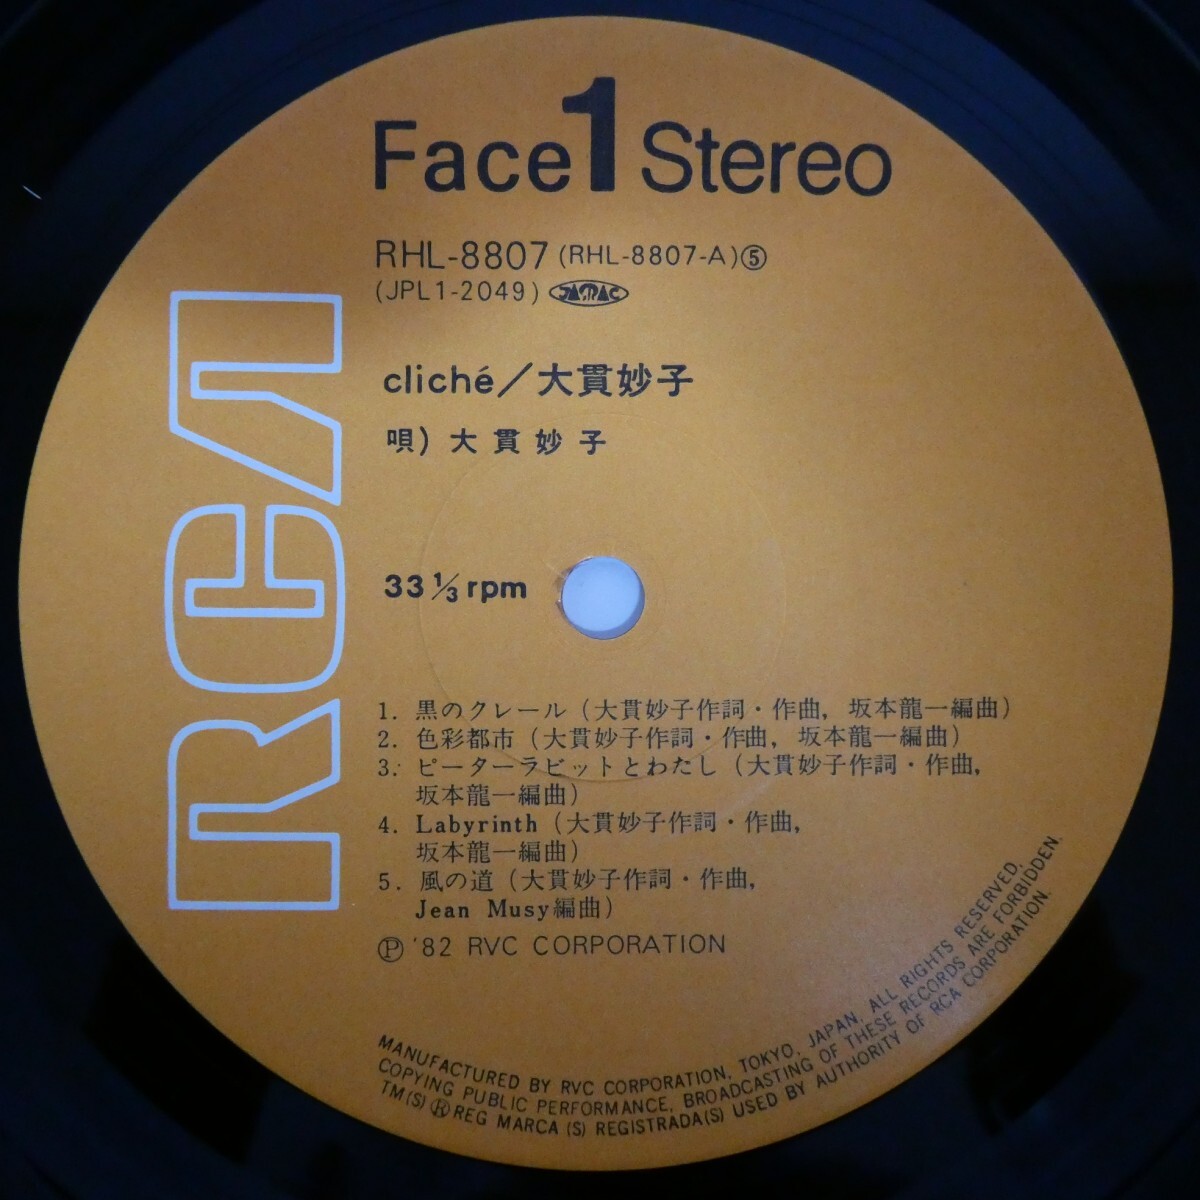 Face 1 Stereo
RHL-8807 (RHL-8807-A)⑤
(JPL1-2049) JASRAC
cliché／大貫妙子
唄) 大貫妙子
RCA
33 1/3 rpm
1. 黒のクレール (大貫妙子作詞・作曲, 坂本龍一編曲)
2. 色彩都市 (大貫妙子作詞・作曲, 坂本龍一編曲)
3. ピーターラビットとわたし (大貫妙子作詞・作曲,
坂本龍一編曲)
4. Labyrinth (大貫妙子作詞・作曲,
坂本龍一編曲)
5. 風の道 (大貫妙子作詞・作曲,
Jean Musy編曲)
Ⓟ '82 RVC CORPORATION
MANUFACTURED BY RVC CORPORATION, TOKYO, JAPAN, ALL RIGHTS RESERVED,
COPYING PUBLIC PERFORMANCE, BROADCASTING OF THESE RECORDS ARE FORBIDDEN.
TM(S) ® REG MARCA (S) REGISTRADA(S) USED BY AUTHORITY OF RCA CORPORATION.